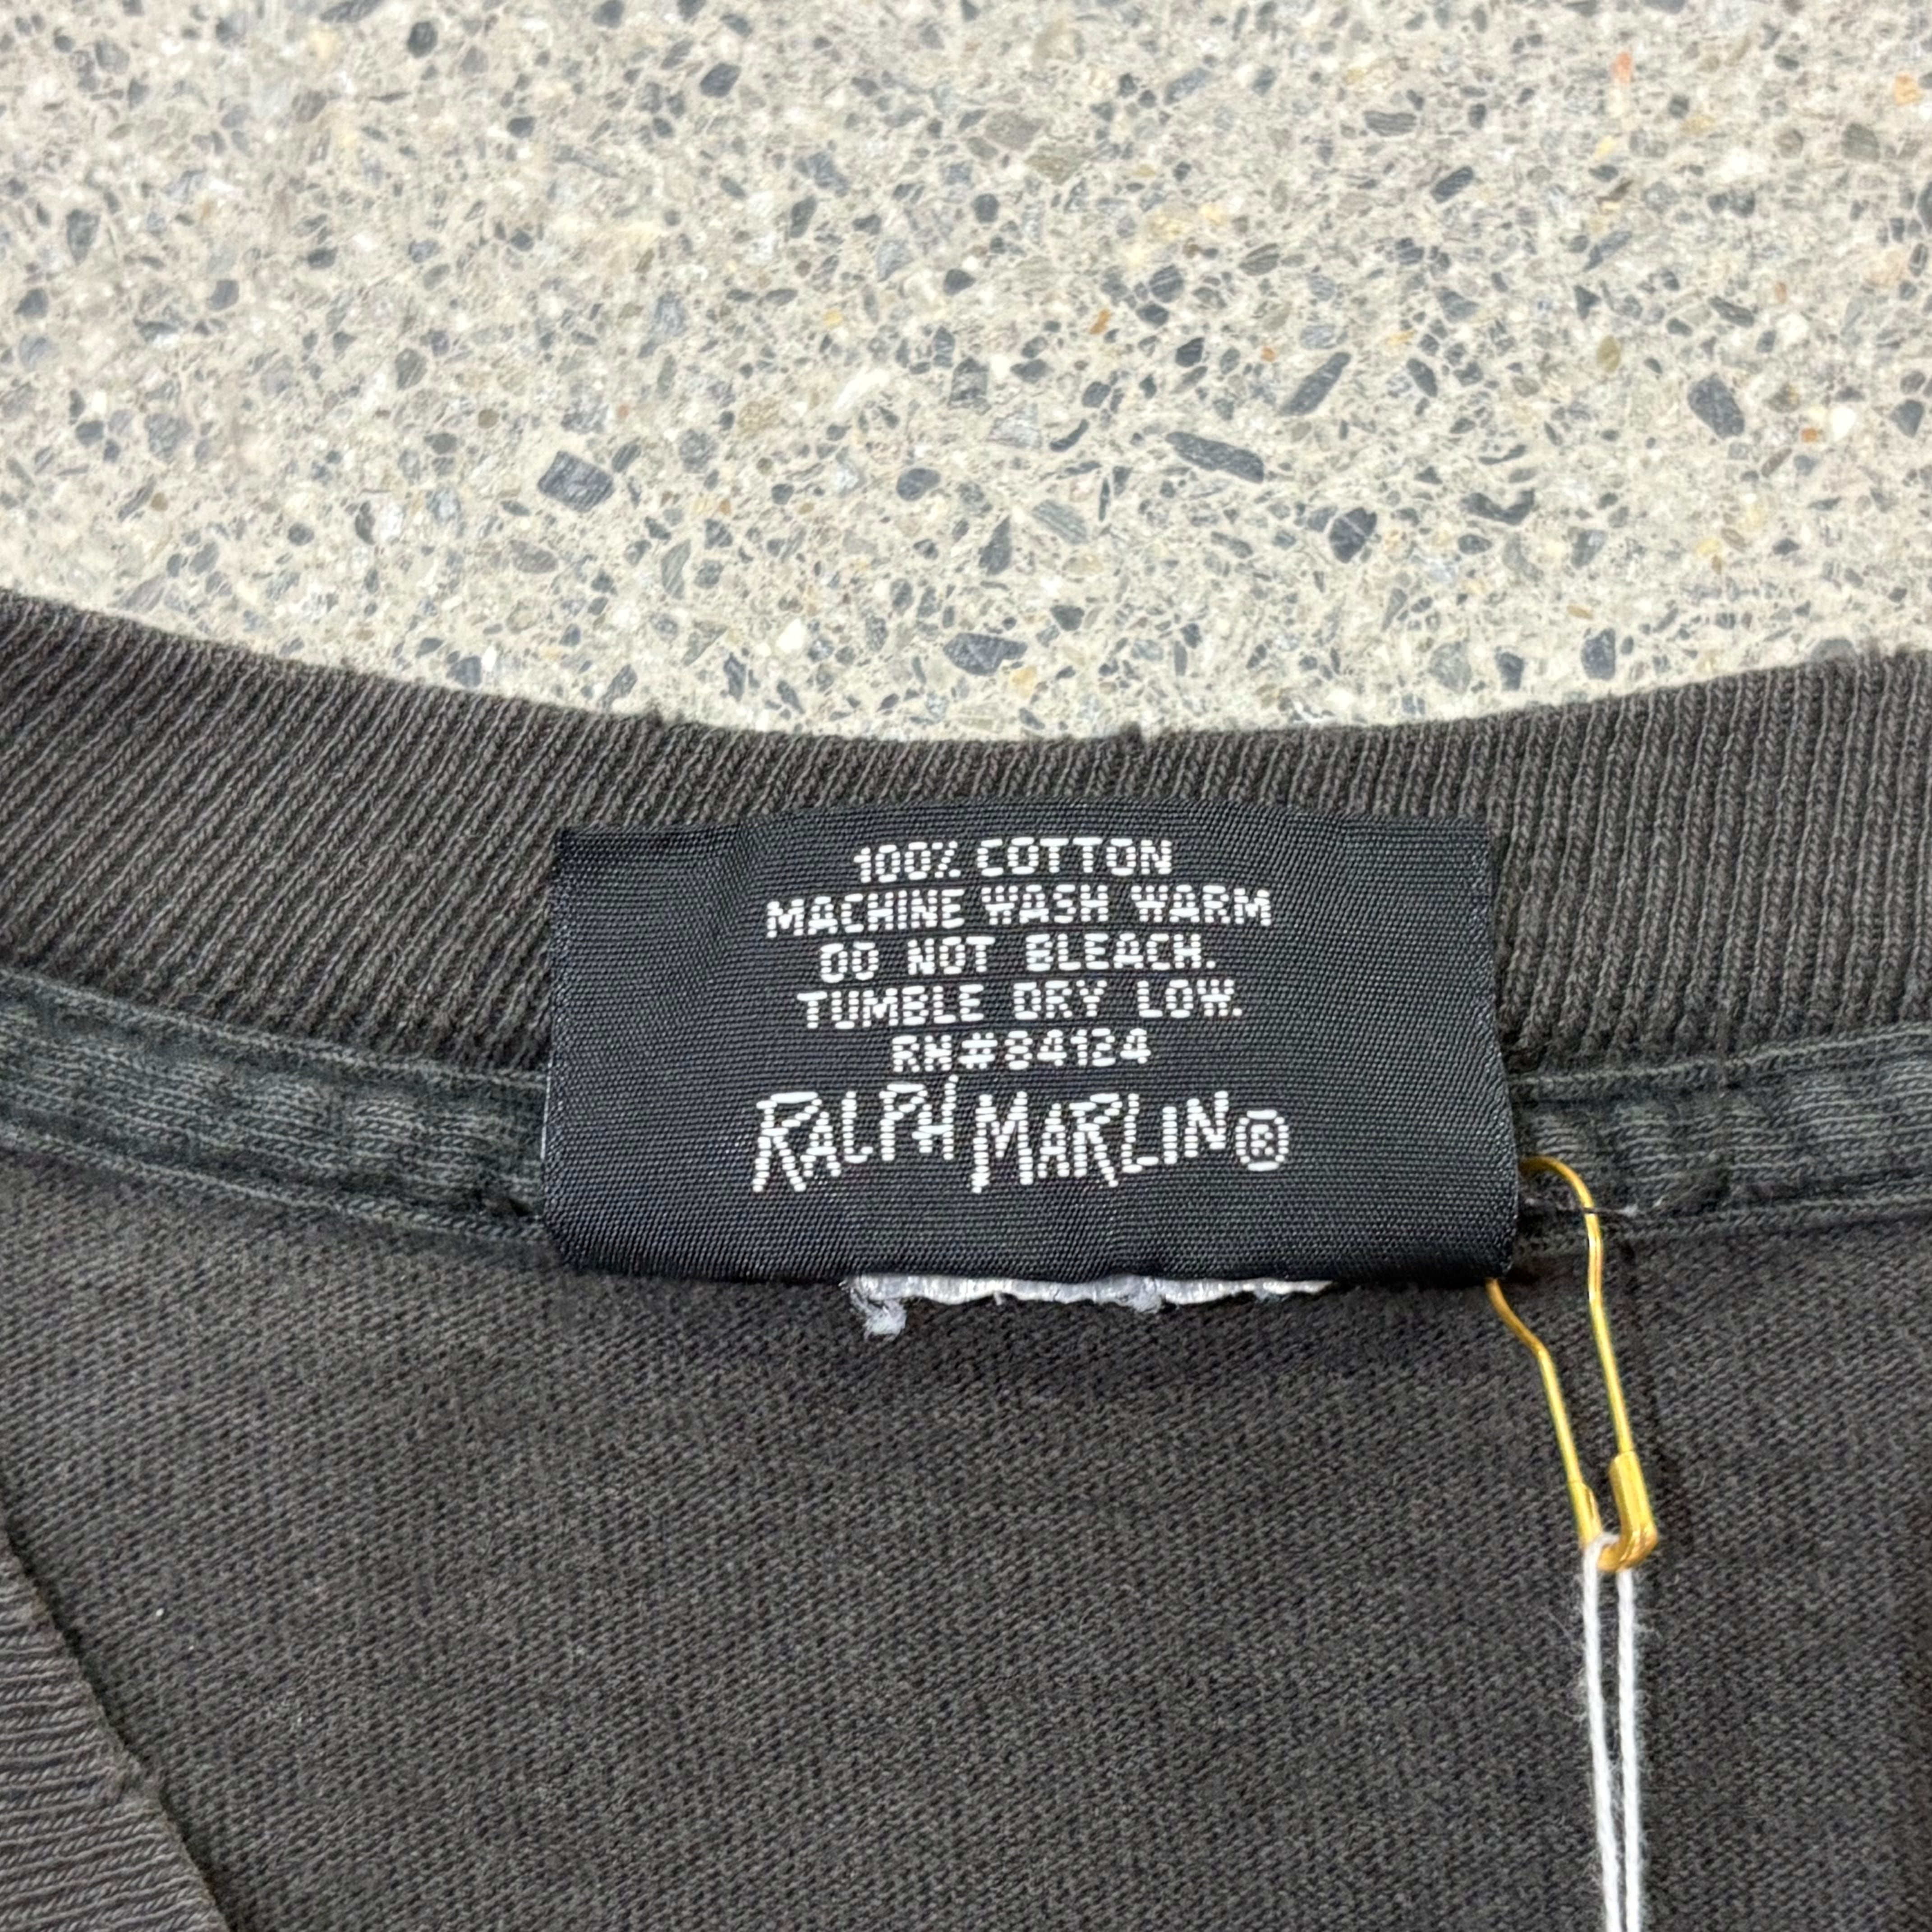 100% COTTON
MACHINE WASH WARM
DO NOT BLEACH.
TUMBLE DRY LOW.
RN#84124
RALPH MARLIN®